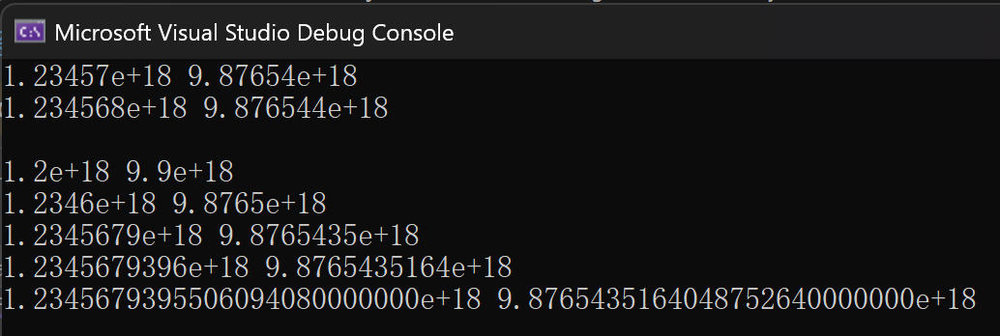 C:\
Microsoft Visual Studio Debug Console
1.23457e+18 9.87654e+18
1.234568e+18 9.876544e+18
1.2e+18 9.9e+18
1.2346e+18 9.8765e+18
1.2345679e+18 9.8765435e+18
1.2345679396e+18 9.8765435164e+18
1.2345679395506094080000000e+18 9.8765435164048752640000000e+18